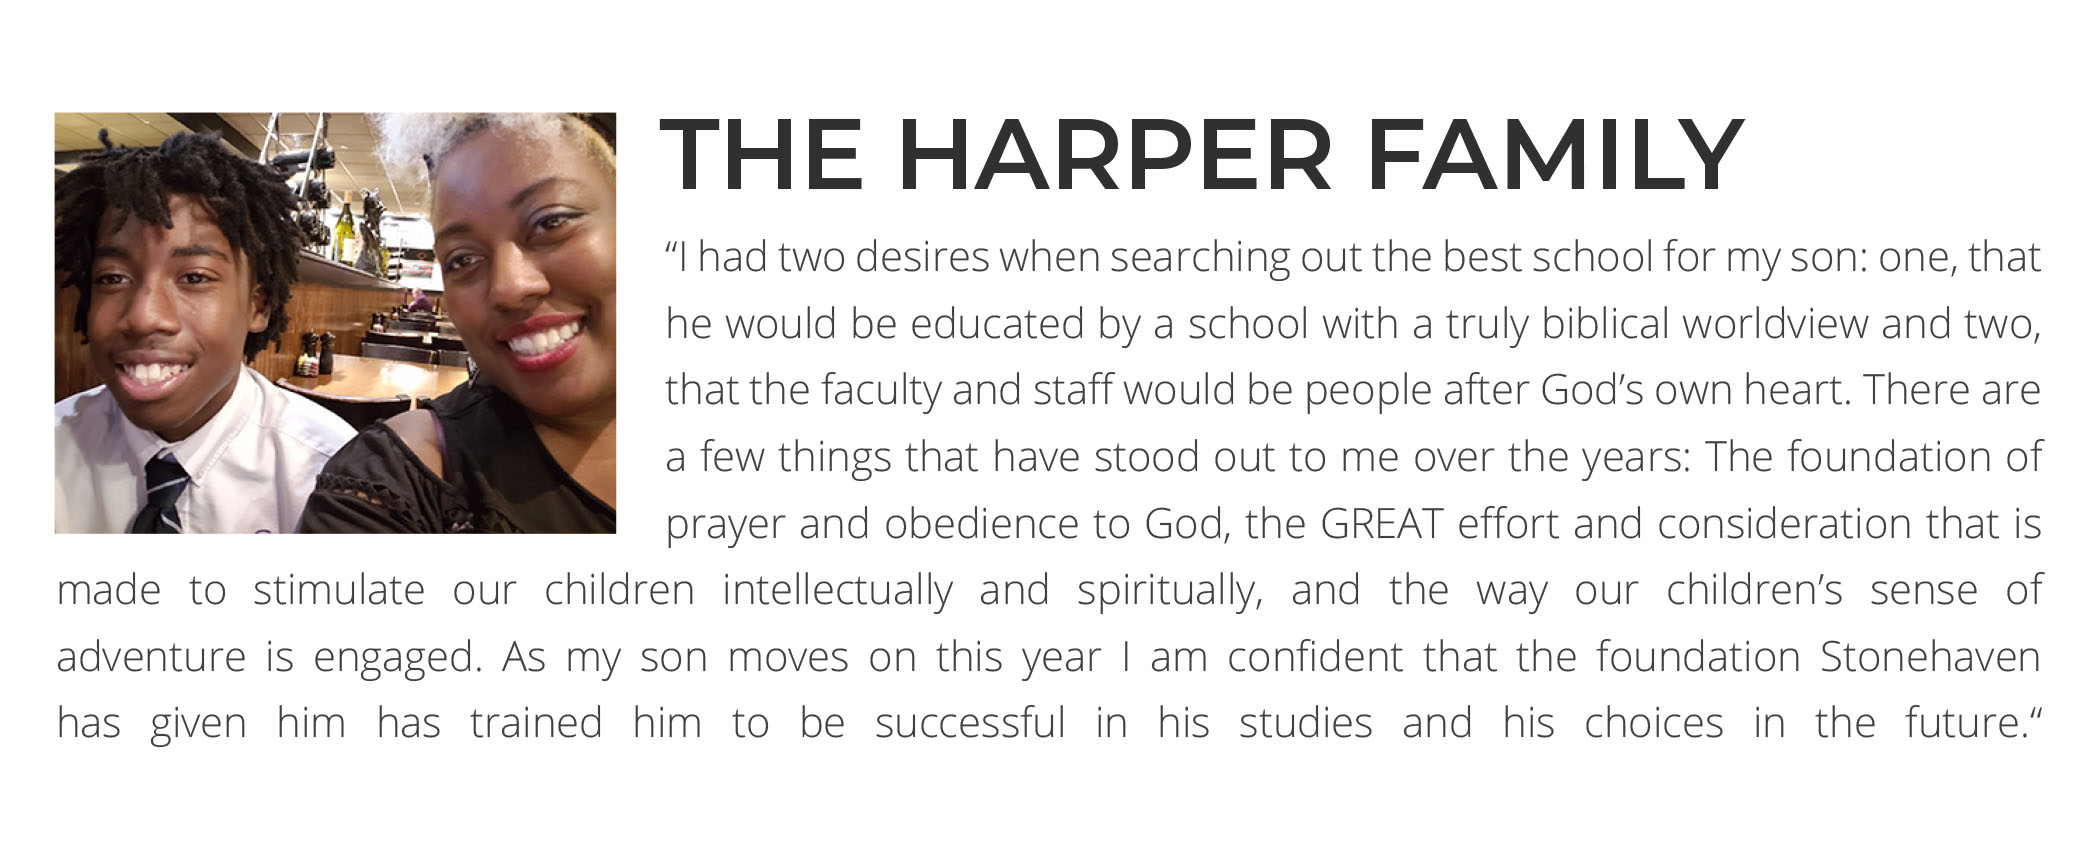 THE HARPER FAMILY
“I had two desires when searching out the best school for my son: one, that
he would be educated by a school with a truly biblical worldview and two,
that the faculty and staff would be people after God’s own heart. There are
a few things that have stood out to me over the years: The foundation of
prayer and obedience to God, the GREAT effort and consideration that is
made to stimulate our children intellectually and spiritually, and the way our children’s sense of
adventure is engaged. As my son moves on this year I am confident that the foundation Stonehaven
has given him has trained him to be successful in his studies and his choices in the future.“